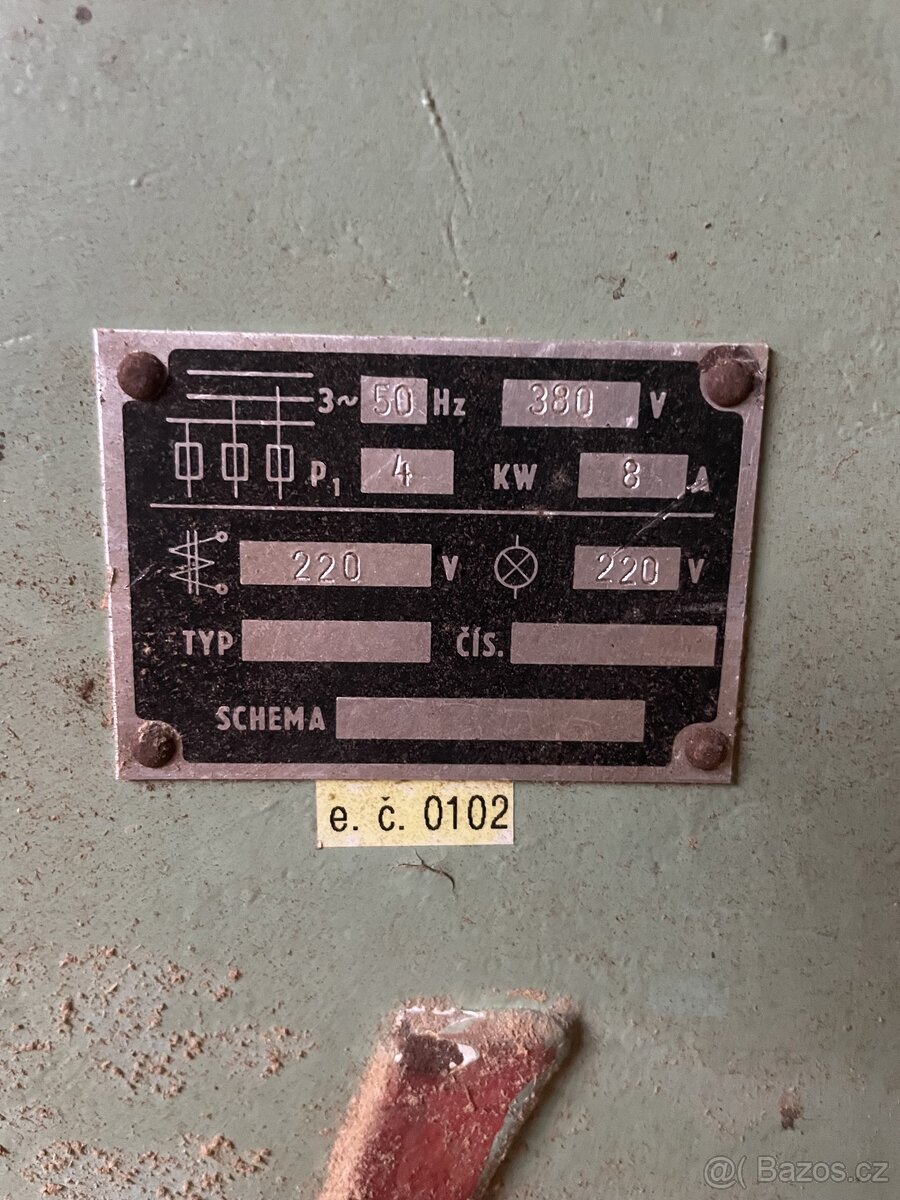 3~ 50 Hz 380 V
P1 4 KW 8 A
220 V 220 V
TYP ČÍS.
SCHEMA
e. č. 0102
@( Bazos.cz